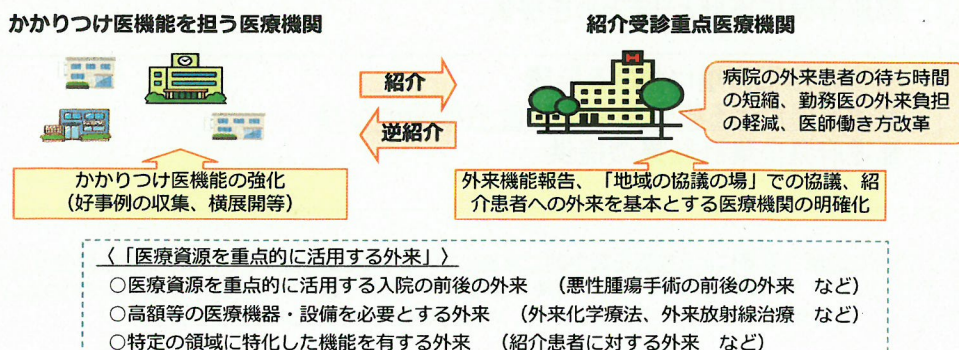 かかりつけ医機能を担う医療機関
紹介受診重点医療機関
紹介
逆紹介
H
病院の外来患者の待ち時間
の短縮、勤務医の外来負担
の軽減、医師働き方改革
かかりつけ医機能の強化
(好事例の収集、横展開等)
外来機能報告、「地域の協議の場」での協議、紹
介患者への外来を基本とする医療機関の明確化
〈「医療資源を重点的に活用する外来」〉
○医療資源を重点的に活用する入院の前後の外来 (悪性腫瘍手術の前後の外来 など)
○高額等の医療機器・設備を必要とする外来 (外来化学療法、外来放射線治療 など)
○特定の領域に特化した機能を有する外来 (紹介患者に対する外来 など)